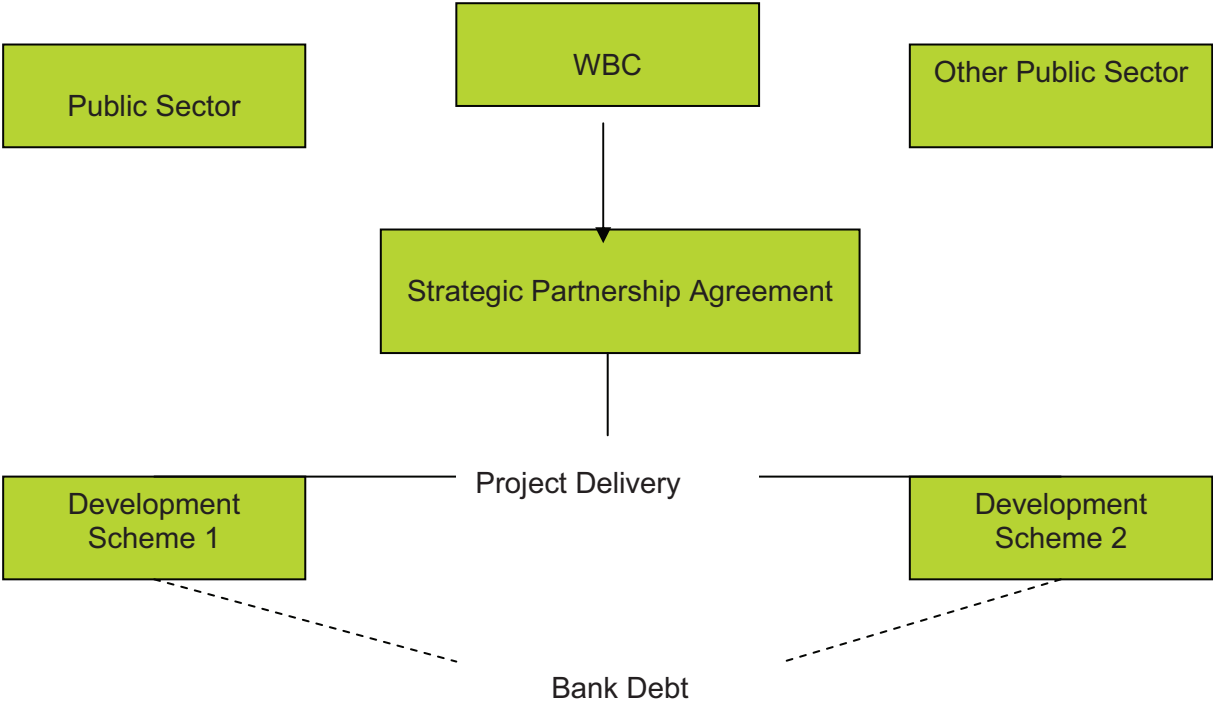 Public Sector
WBC
Other Public Sector
Strategic Partnership Agreement
Project Delivery
Development
Scheme 1
Development
Scheme 2
Bank Debt